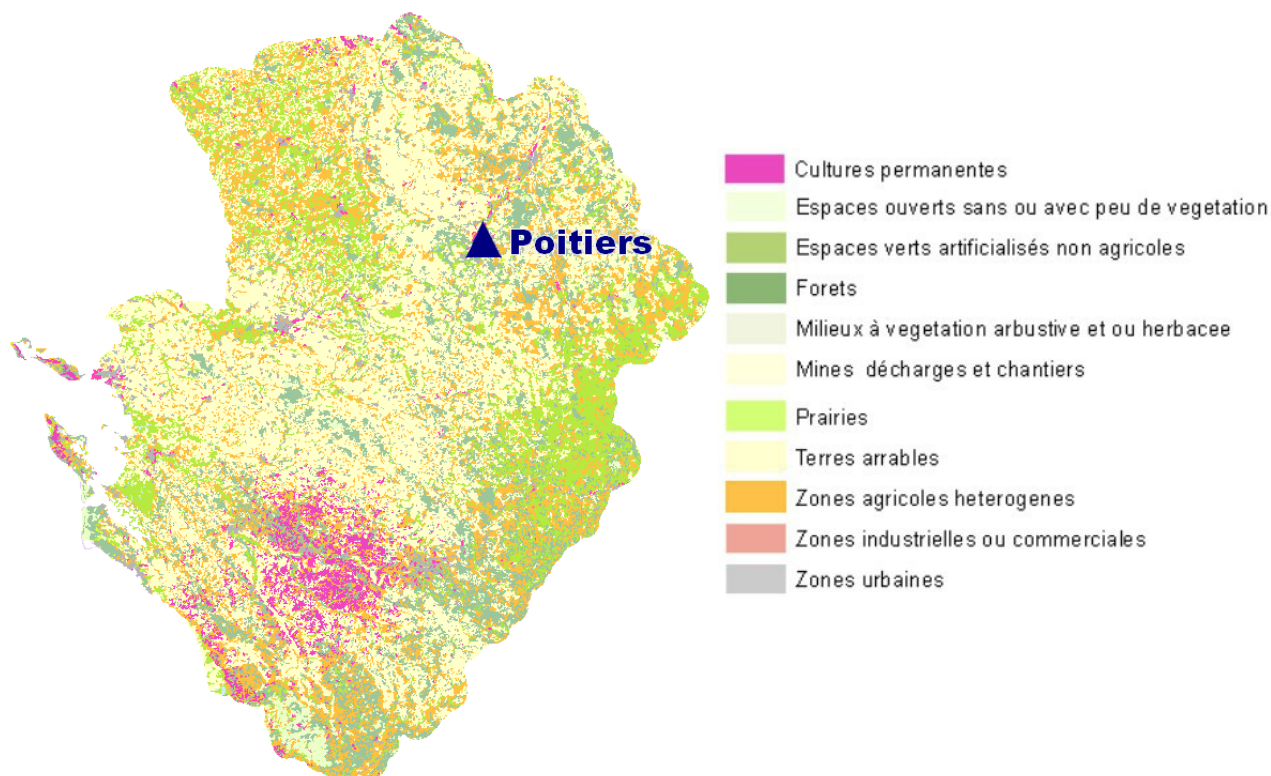 Poitiers
Cultures permanentes
Espaces ouverts sans ou avec peu de vegetation
Espaces verts artificialisés non agricoles
Forets
Milieux à vegetation arbustive et ou herbacee
Mines décharges et chantiers
Prairies
Terres arrables
Zones agricoles heterogenes
Zones industrielles ou commerciales
Zones urbaines